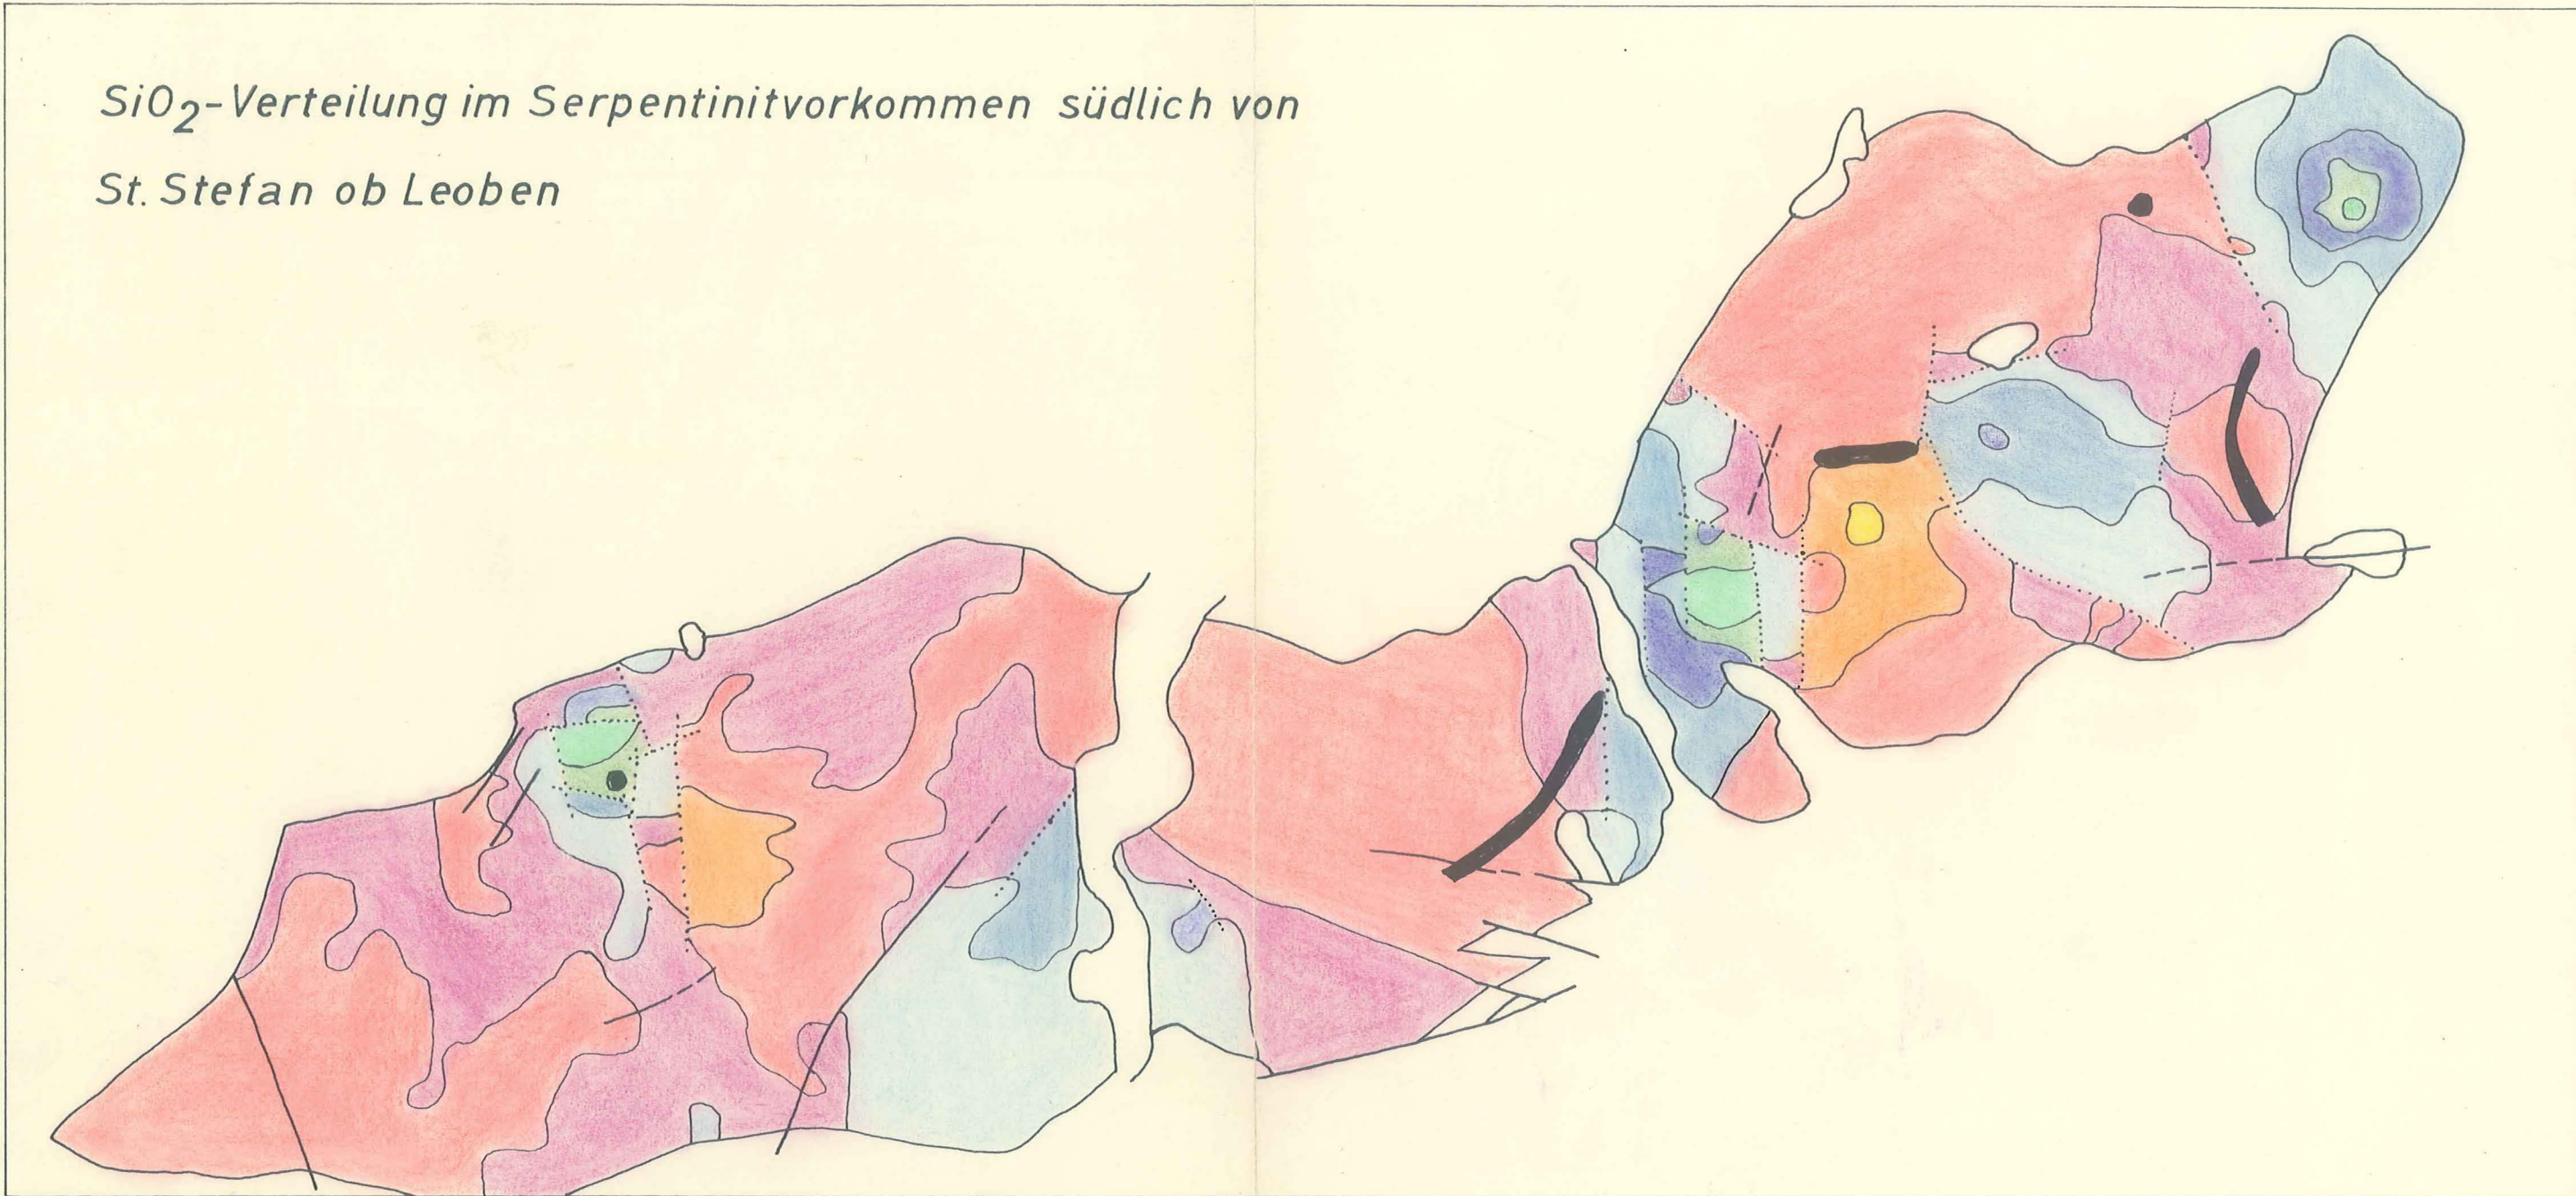 SiO₂-Verteilung im Serpentinitvorkommen südlich von
St. Stefan ob Leoben